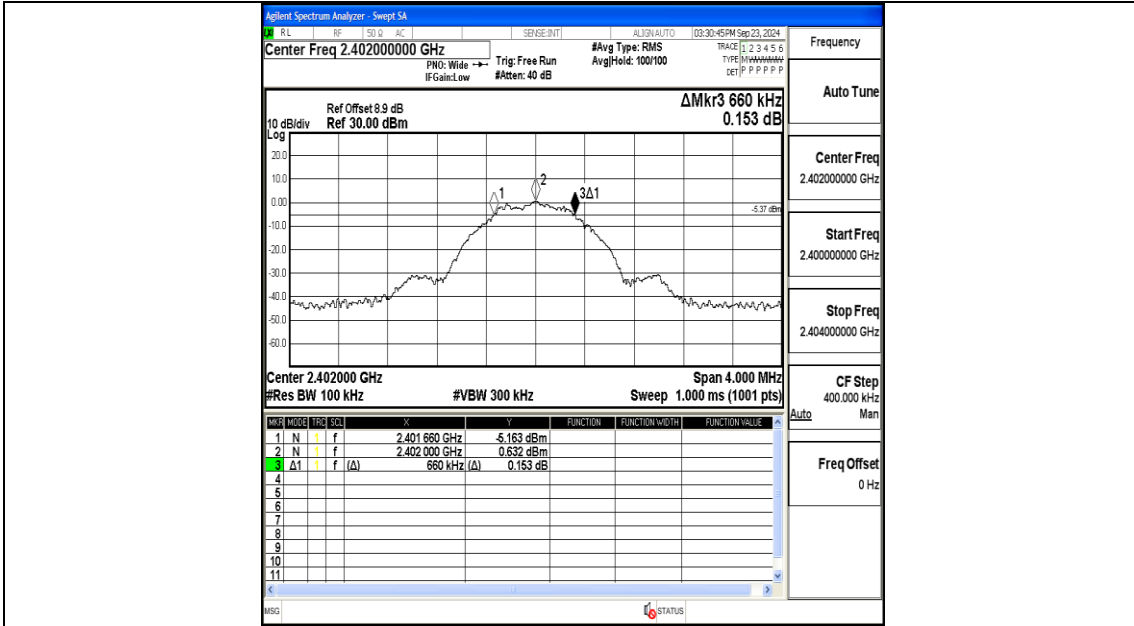 Agilent Spectrum Analyzer - Swept SA
RL RF 50 Ω AC SENSE:INT ALIGN AUTO 03:30:45 PM Sep 23, 2024
Center Freq 2.402000000 GHz #Avg Type: RMS TRACE 1 2 3 4 5 6
PNO: Wide Trig: Free Run Avg|Hold: 100/100 TYPE M
IFGain:Low #Atten: 40 dB DET P P P P P P
Ref Offset 8.9 dB ΔMkr3 660 kHz
10 dB/div Ref 30.00 dBm 0.153 dB
Log
20.0
10.0
0.00
-10.0
-20.0
-30.0
-40.0
-50.0
-60.0
1
2
3Δ1
-5.37 dBm
Center 2.402000 GHz Span 4.000 MHz
#Res BW 100 kHz #VBW 300 kHz Sweep 1.000 ms (1001 pts)
MKR MODE TRC SCL X Y FUNCTION FUNCTION WIDTH FUNCTION VALUE
1 N 1 f 2.401 660 GHz -5.163 dBm
2 N 1 f 2.402 000 GHz 0.632 dBm
3 Δ1 1 f (Δ) 660 kHz (Δ) 0.153 dB
4
5
6
7
8
9
10
11
MSG STATUS
Frequency
Auto Tune
Center Freq
2.402000000 GHz
Start Freq
2.400000000 GHz
Stop Freq
2.404000000 GHz
CF Step
400.000 kHz
Auto Man
Freq Offset
0 Hz